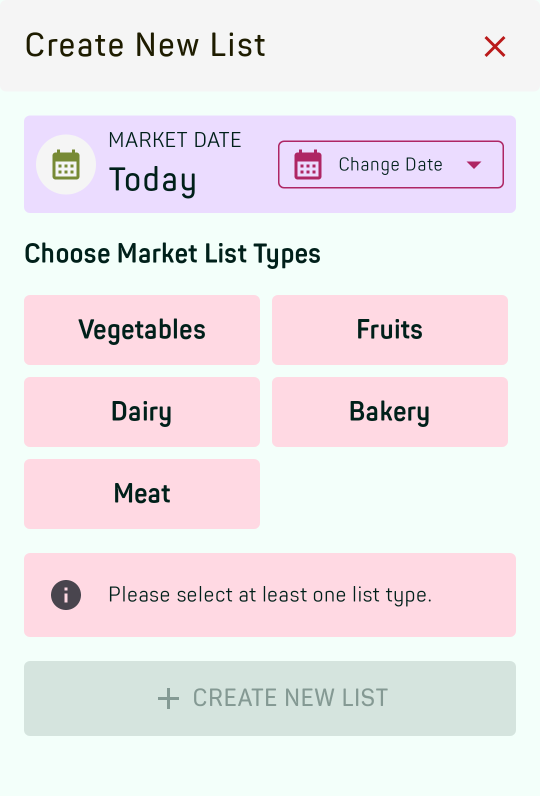 Create New List
MARKET DATE
Today
Change Date
Choose Market List Types
Vegetables
Fruits
Dairy
Bakery
Meat
Please select at least one list type.
CREATE NEW LIST